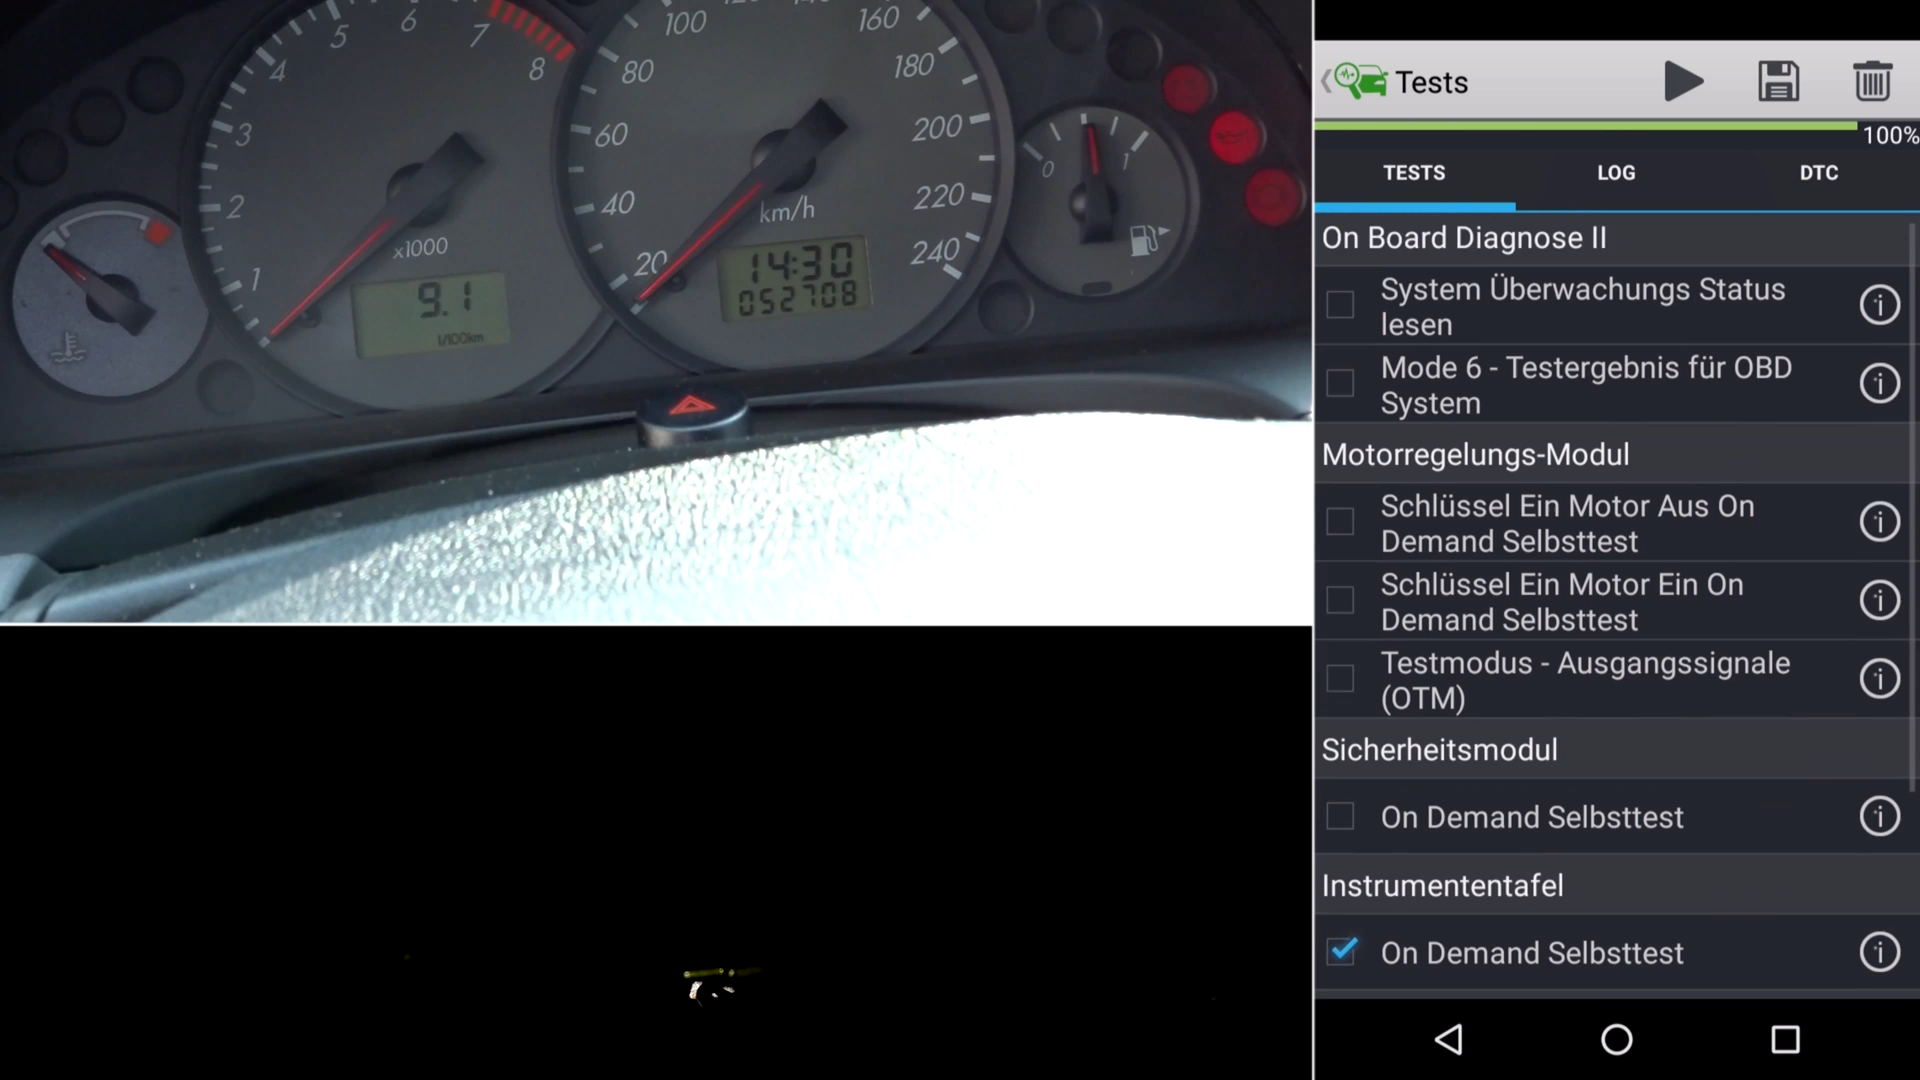 5 6 7 8
4
3
2
1
x1000
9.1
l/100km
100
160
80
180
60
200
40
220
20
240
km/h
14:30
052708
0 1
Tests
100%
TESTS LOG DTC
On Board Diagnose II
System Überwachungs Status
lesen
Mode 6 - Testergebnis für OBD
System
Motorregelungs-Modul
Schlüssel Ein Motor Aus On
Demand Selbsttest
Schlüssel Ein Motor Ein On
Demand Selbsttest
Testmodus - Ausgangssignale
(OTM)
Sicherheitsmodul
On Demand Selbsttest
Instrumententafel
On Demand Selbsttest